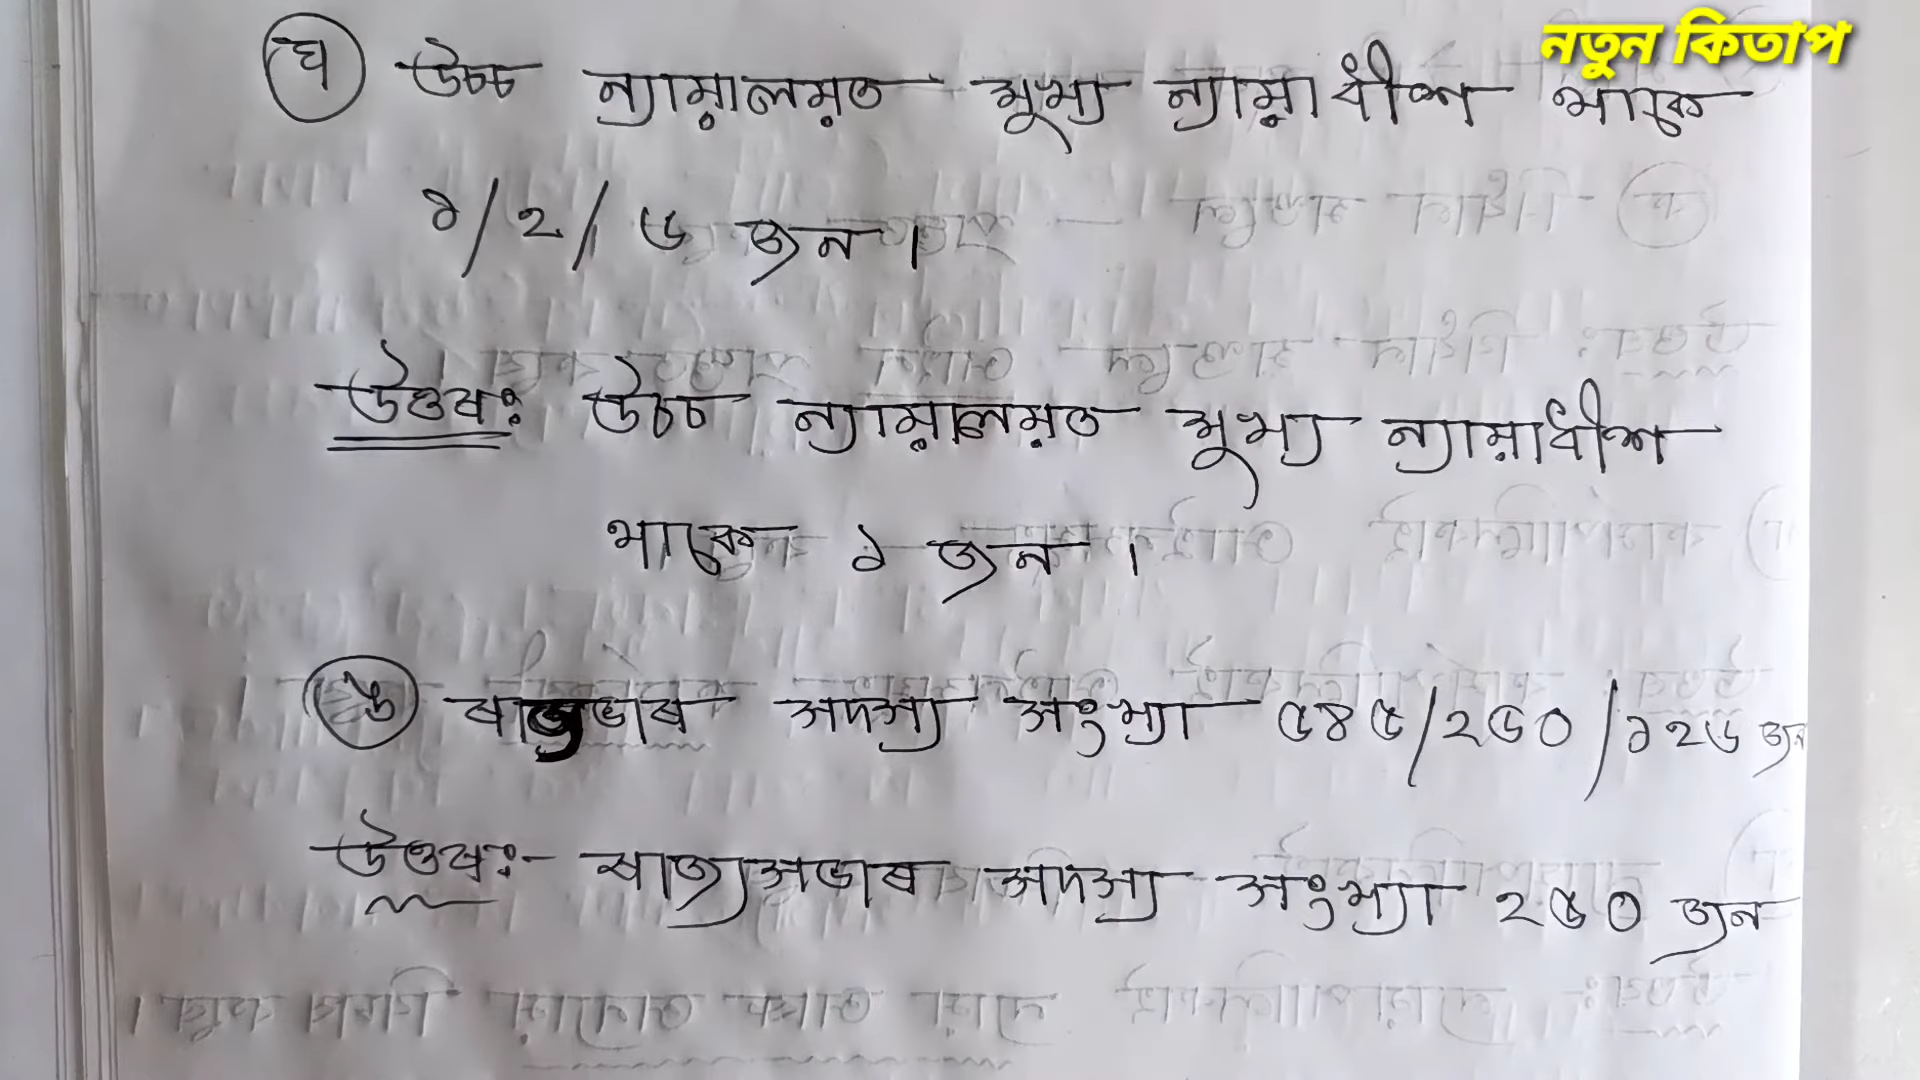 নতুন কিতাপ
ঘ উচ্চ ন্যায়ালয়ত মুখ্য ন্যায়াধীশ থাকে
১/২/৬ জন।
উত্তৰঃ উচ্চ ন্যায়ালয়ত মুখ্য ন্যায়াধীশ
থাকে ১ জন।
ঙ সদস্য সংখ্যা ৫৪৫/২৫০/১২৬ জন
উত্তৰঃ- ৰাজ্যসভাৰ সদস্য সংখ্যা ২৫০ জন